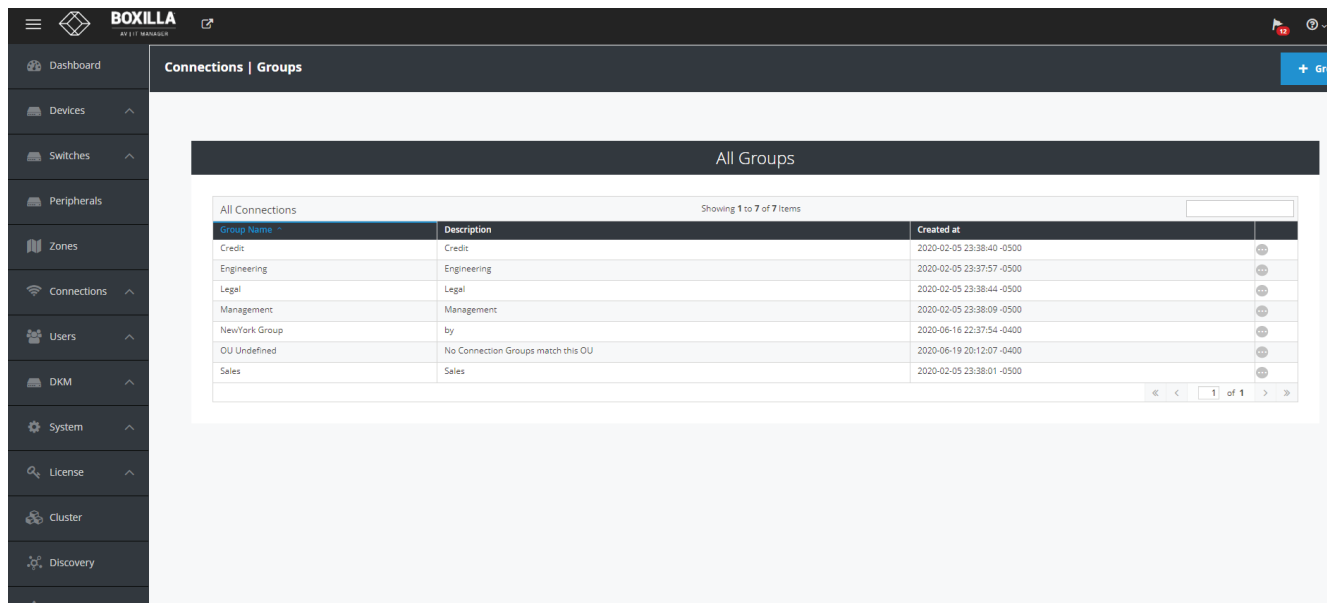 BOXILLA
AV | IT MANAGER
12
Dashboard
Connections | Groups
+ Gr
Devices
Switches
All Groups
Peripherals
All Connections
Showing 1 to 7 of 7 Items
Group Name Description Created at
Zones
Credit Credit 2020-02-05 23:38:40 -0500
Engineering Engineering 2020-02-05 23:37:57 -0500
Connections
Legal Legal 2020-02-05 23:38:44 -0500
Management Management 2020-02-05 23:38:09 -0500
Users
NewYork Group by 2020-06-16 22:37:54 -0400
OU Undefined No Connection Groups match this OU 2020-06-19 20:12:07 -0400
Sales Sales 2020-02-05 23:38:01 -0500
DKM
« < 1 of 1 > »
System
License
Cluster
Discovery